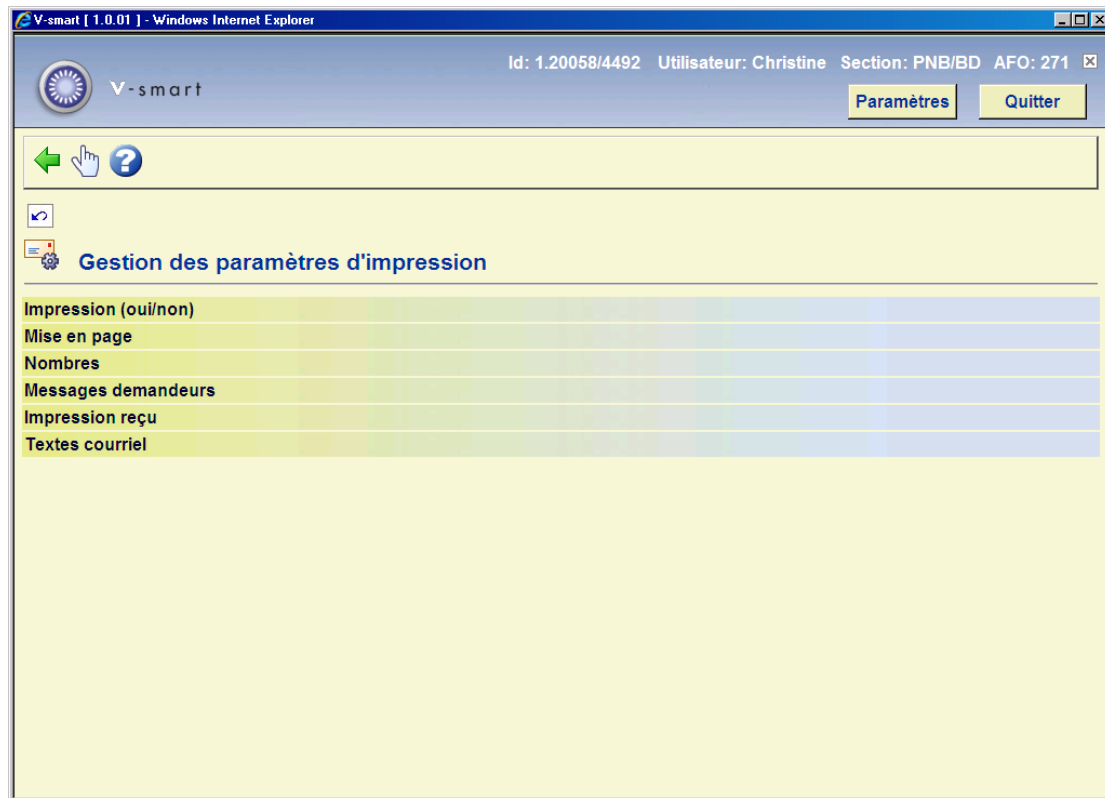 V-smart [ 1.0.01 ] - Windows Internet Explorer
Id: 1.20058/4492 Utilisateur: Christine Section: PNB/BD AFO: 271
V-smart
Paramètres Quitter
?
Gestion des paramètres d'impression
Impression (oui/non)
Mise en page
Nombres
Messages demandeurs
Impression reçu
Textes courriel